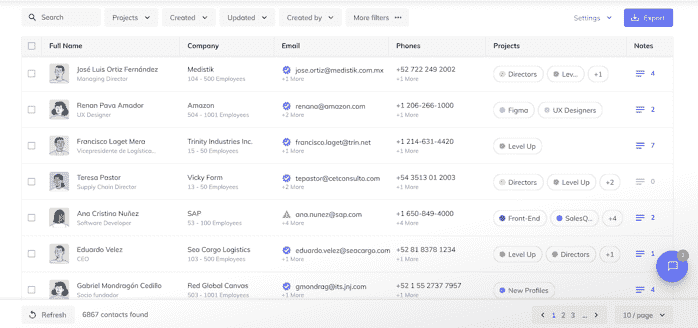 Search Projects Created Updated Created by More filters ••• Settings Export
Full Name Company Email Phones Projects Notes
José Luis Ortiz Fernández Medistik jose.ortiz@medistik.com.mx +52 722 249 2002 Directors Lev... +1 4
Managing Director 104 - 500 Employees +1 More +1 More
Renan Pava Amador Amazon renana@amazon.com +1 206-266-1000 Figma UX Designers 2
UX Designer 504 - 1001 Employees +2 More +1 More
Francisco Laget Mera Trinity Industries Inc. francisco.laget@trin.net +1 214-631-4420 Level Up 7
Vicepresidente de Logística... 15 - 50 Employees +1 More +1 More
Teresa Pastor Vicky Form tepastor@cetconsulta.com +54 3513 01 2003 Directors Level Up +2 0
Supply Chain Director 13 - 50 Employees +2 More +1 More
Ana Cristina Nuñez SAP ana.nunez@sap.com +1 650-849-4000 Front-End SalesQ... +4 2
Software Developer 53 - 100 Employees +4 More +4 More
Eduardo Velez Sea Cargo Logistics eduardo.velez@seacargo.com +52 81 8378 1234 Level Up Directors +1 1
CEO 103 - 500 Employees +1 More +1 More
Gabriel Mondragón Cedillo Red Global Canvas gmondrag@its.jnj.com +52 1 55 2737 7957 New Profiles 4
Socio fundador 503 - 1001 Employees +1 More +1 More
Refresh 6867 contacts found < 1 2 3 ... > 10 / page